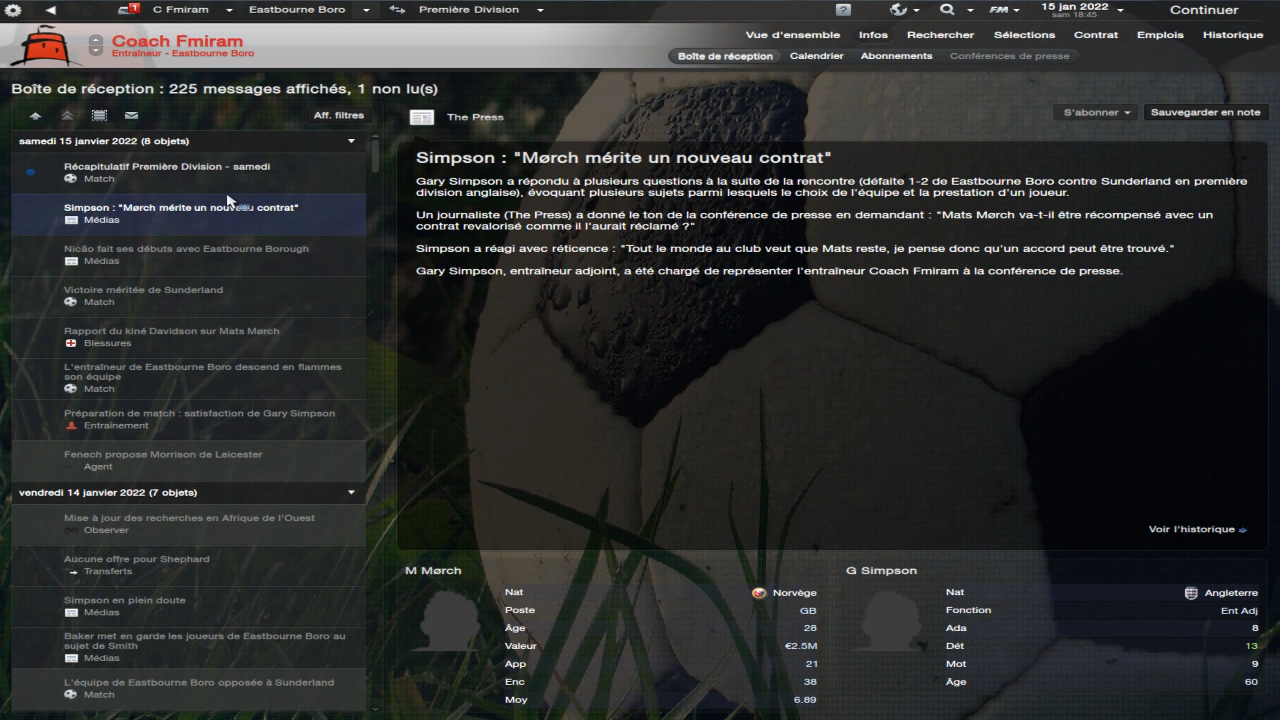 1
C Fmiram
Eastbourne Boro
Première Division
?
FM
15 jan 2022
sam 18:45
Continuer
Coach Fmiram
Entraîneur - Eastbourne Boro
Vue d'ensemble
Infos
Rechercher
Sélections
Contrat
Emplois
Historique
Boîte de réception
Calendrier
Abonnements
Conférences de presse
Boîte de réception : 225 messages affichés, 1 non lu(s)
Aff. filtres
samedi 15 janvier 2022 (8 objets)
Récapitulatif Première Division - samedi
Match
Simpson : "Mørch mérite un nouveau contrat"
Médias
Nicão fait ses débuts avec Eastbourne Borough
Médias
Victoire méritée de Sunderland
Match
Rapport du kiné Davidson sur Mats Mørch
Blessures
L'entraîneur de Eastbourne Boro descend en flammes
son équipe
Match
Préparation de match : satisfaction de Gary Simpson
Entraînement
Fenech propose Morrison de Leicester
Agent
vendredi 14 janvier 2022 (7 objets)
Mise à jour des recherches en Afrique de l'Ouest
Observer
Aucune offre pour Shephard
Transferts
Simpson en plein doute
Médias
Baker met en garde les joueurs de Eastbourne Boro au
sujet de Smith
Médias
L'équipe de Eastbourne Boro opposée à Sunderland
Match
The Press
S'abonner
Sauvegarder en note
Simpson : "Mørch mérite un nouveau contrat"
Gary Simpson a répondu à plusieurs questions à la suite de la rencontre (défaite 1-2 de Eastbourne Boro contre Sunderland en première
division anglaise), évoquant plusieurs sujets parmi lesquels le choix de l'équipe et la prestation d'un joueur.
Un journaliste (The Press) a donné le ton de la conférence de presse en demandant : "Mats Mørch va-t-il être récompensé avec un
contrat revalorisé comme il l'aurait réclamé ?"
Simpson a réagi avec réticence : "Tout le monde au club veut que Mats reste, je pense donc qu'un accord peut être trouvé."
Gary Simpson, entraîneur adjoint, a été chargé de représenter l'entraîneur Coach Fmiram à la conférence de presse.
Voir l'historique
M Mørch
Nat Norvège
Poste GB
Âge 28
Valeur €2.5M
App 21
Enc 38
Moy 6.89
G Simpson
Nat Angleterre
Fonction Ent Adj
Ada 8
Dét 13
Mot 9
Âge 60